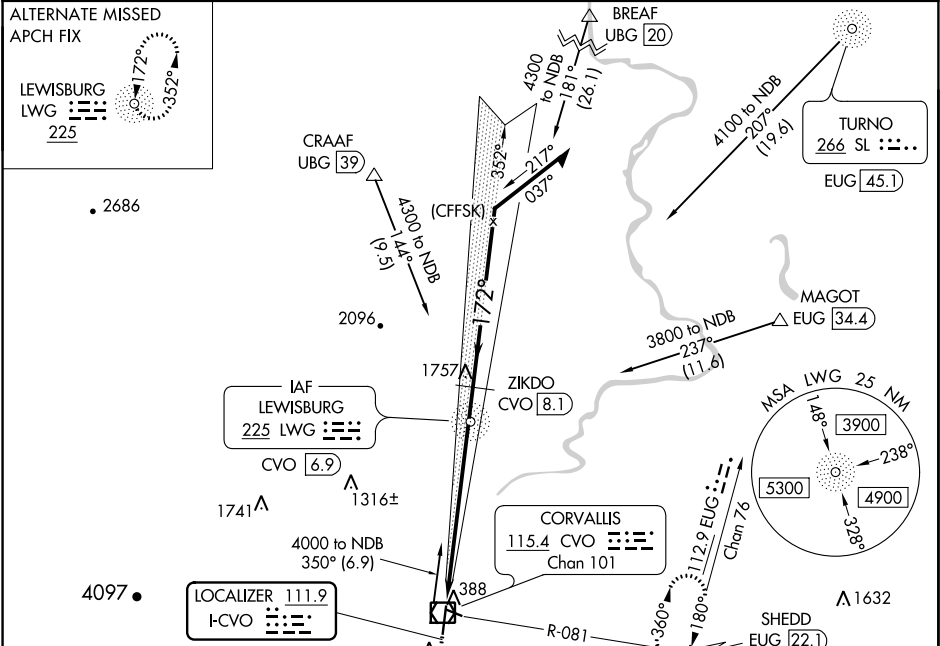 ALTERNATE MISSED
APCH FIX
LEWISBURG
LWG
225
172°
352°
BREAF
UBG 20
4300
to NDB
181°
(26.1)
4100 to NDB
207°
(19.6)
TURNO
266 SL
EUG 45.1
CRAAF
UBG 39
4300 to NDB
144°
(9.5)
352°
217°
037°
(CFFSK)
x
2686
172°
2096
MAGOT
EUG 34.4
3800 to NDB
237°
(11.6)
1757
ZIKDO
CVO 8.1
IAF
LEWISBURG
225 LWG
CVO 6.9
MSA LWG 25 NM
148°
3900
238°
5300
4900
328°
1741
1316±
4000 to NDB
350° (6.9)
CORVALLIS
115.4 CVO
Chan 101
112.9 EUG
Chan 76
4097
LOCALIZER 111.9
I-CVO
388
R-081
360°
180°
1632
SHEDD
EUG 22.1